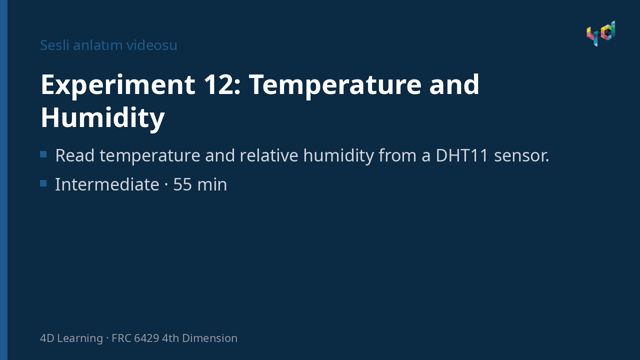 Sesli anlatım videosu
4d
Experiment 12: Temperature and
Humidity
Read temperature and relative humidity from a DHT11 sensor.
Intermediate · 55 min
4D Learning · FRC 6429 4th Dimension